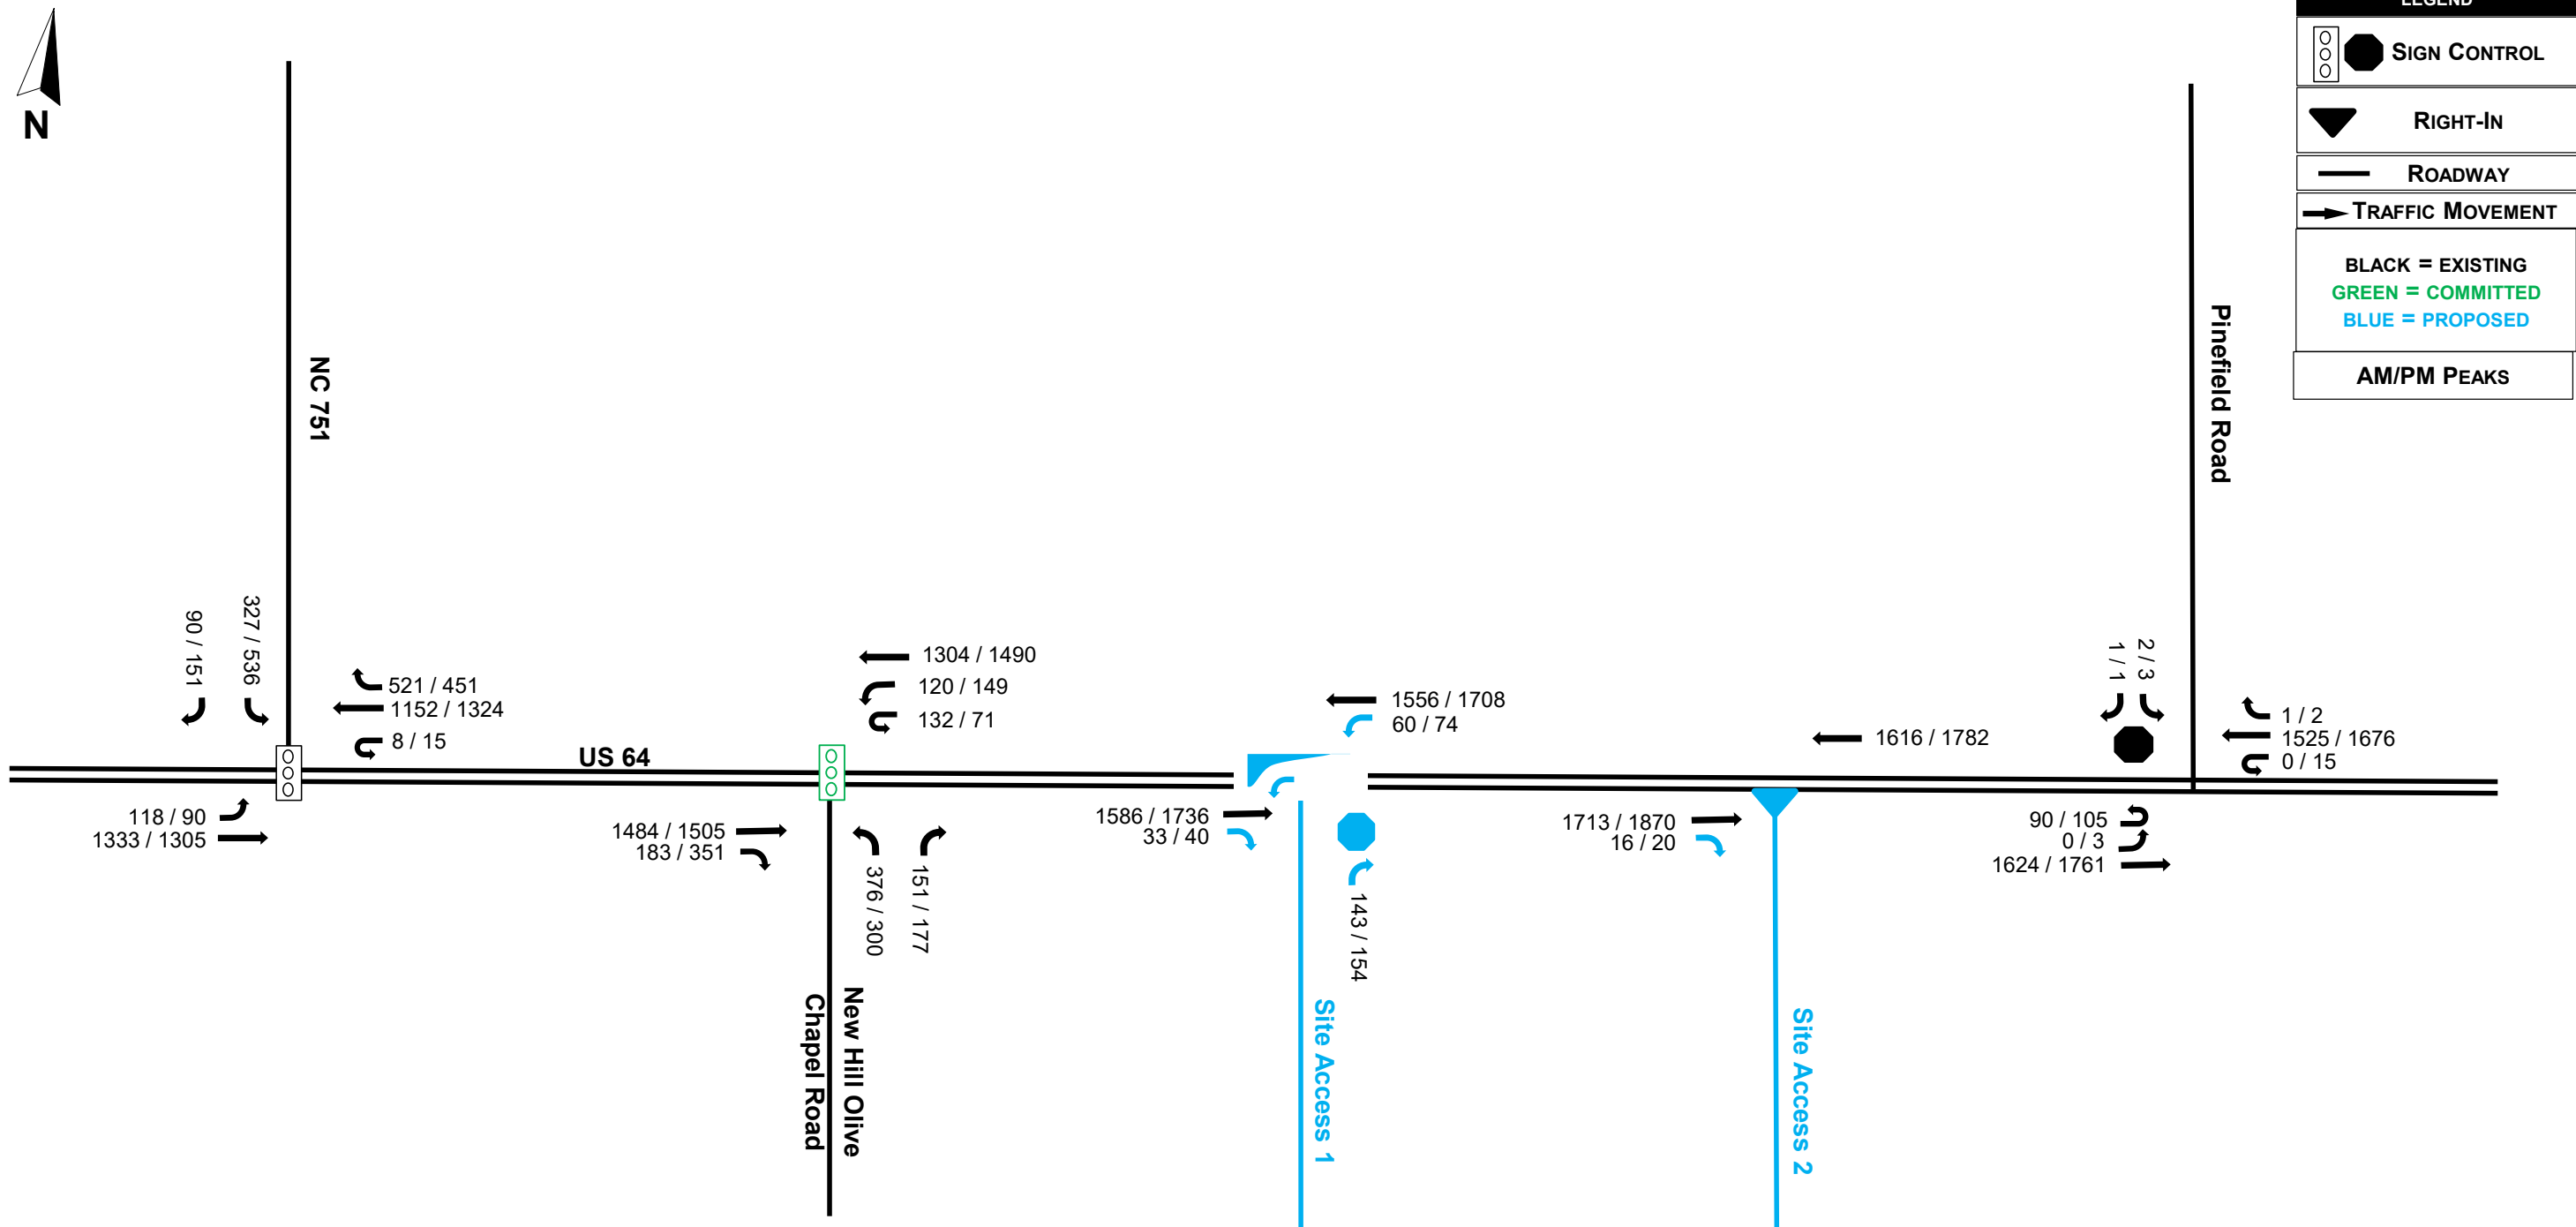 LEGEND
SIGN CONTROL
RIGHT-IN
ROADWAY
TRAFFIC MOVEMENT
BLACK = EXISTING
GREEN = COMMITTED
BLUE = PROPOSED
AM/PM PEAKS
N
NC 751
Pinefield Road
90 / 151
327 / 536
521 / 451
1152 / 1324
8 / 15
US 64
118 / 90
1333 / 1305
1304 / 1490
120 / 149
132 / 71
1484 / 1505
183 / 351
376 / 300
151 / 177
New Hill Olive
Chapel Road
1556 / 1708
60 / 74
1586 / 1736
33 / 40
143 / 154
Site Access 1
1616 / 1782
1713 / 1870
16 / 20
Site Access 2
1 / 1
2 / 3
1 / 2
1525 / 1676
0 / 15
90 / 105
0 / 3
1624 / 1761